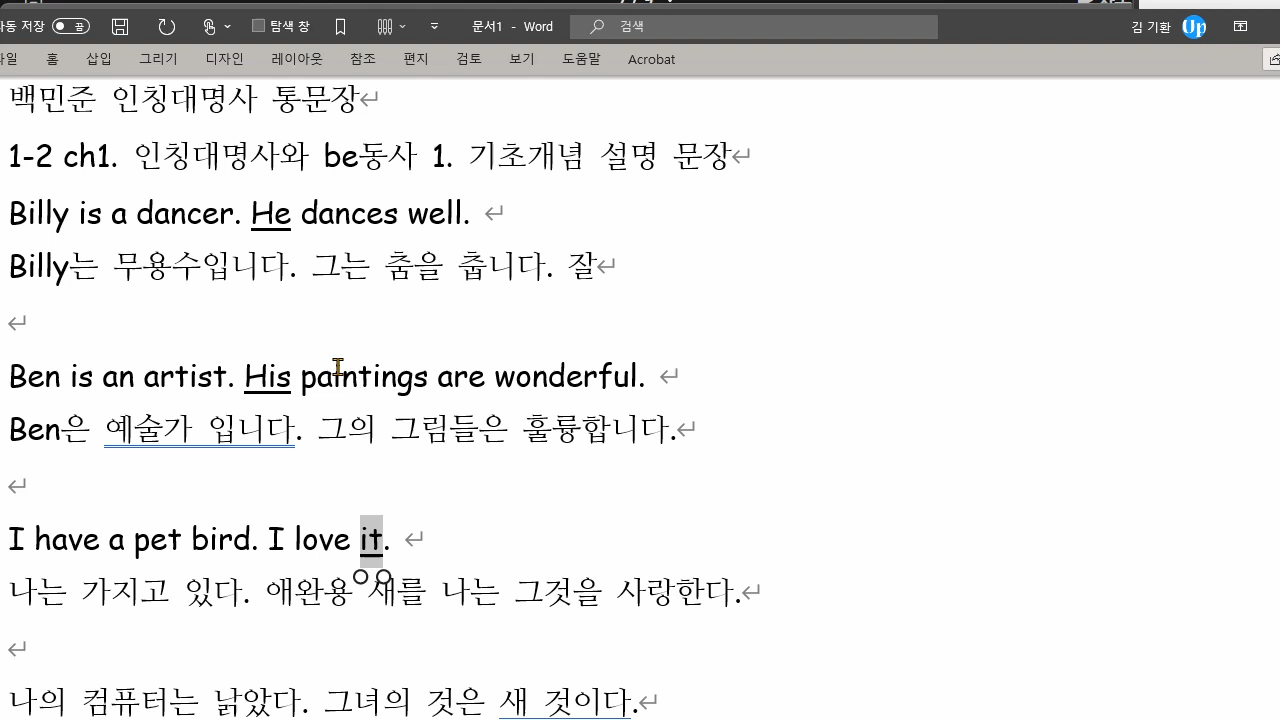 동 저장 끔 탐색 창 문서1 - Word 검색 김 기환 Up
일 홈 삽입 그리기 디자인 레이아웃 참조 편지 검토 보기 도움말 Acrobat
백민준 인칭대명사 통문장
1-2 ch1. 인칭대명사와 be동사 1. 기초개념 설명 문장
Billy is a dancer. He dances well.
Billy는 무용수입니다. 그는 춤을 춥니다. 잘
Ben is an artist. His paintings are wonderful.
Ben은 예술가 입니다. 그의 그림들은 훌륭합니다.
I have a pet bird. I love it.
나는 가지고 있다. 애완용 새를 나는 그것을 사랑한다.
나의 컴퓨터는 낡았다. 그녀의 것은 새 것이다.